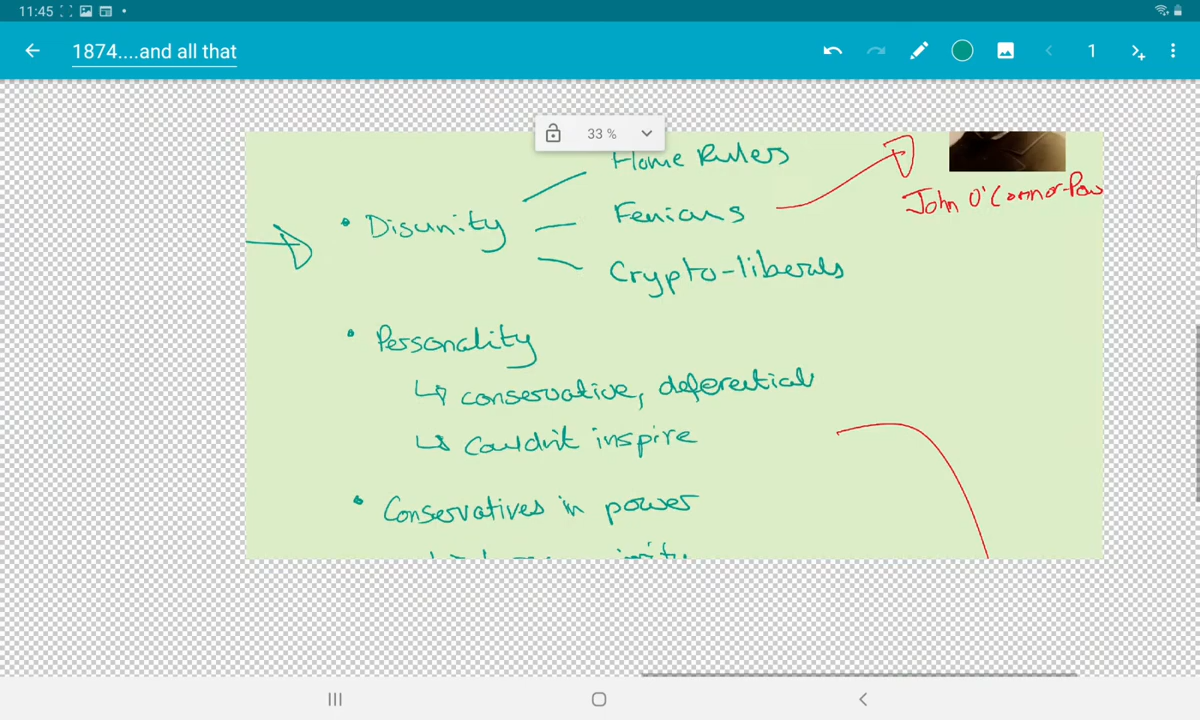 11:45
1874....and all that
1
33 %
Home Rulers
Fenians
John O'Connor Pow
• Disunity
Crypto-liberals
• Personality
↳ conservative, deferential
↳ Couldn't inspire
• Conservatives in power